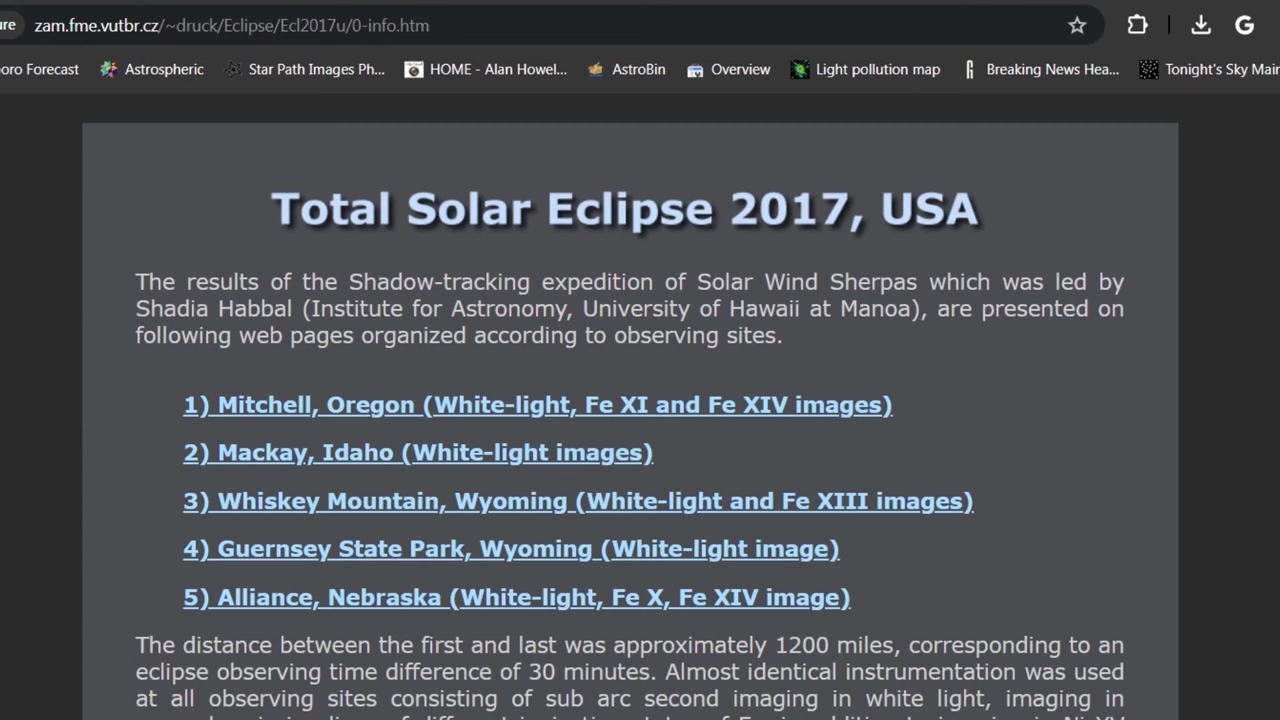 ure zam.fme.vutbr.cz/~druck/Eclipse/Ecl2017u/0-info.htm
oro Forecast Astrospheric Star Path Images Ph... HOME - Alan Howel... AstroBin Overview Light pollution map Breaking News Hea... Tonight's Sky Mair
Total Solar Eclipse 2017, USA
The results of the Shadow-tracking expedition of Solar Wind Sherpas which was led by
Shadia Habbal (Institute for Astronomy, University of Hawaii at Manoa), are presented on
following web pages organized according to observing sites.
1) Mitchell, Oregon (White-light, Fe XI and Fe XIV images)
2) Mackay, Idaho (White-light images)
3) Whiskey Mountain, Wyoming (White-light and Fe XIII images)
4) Guernsey State Park, Wyoming (White-light image)
5) Alliance, Nebraska (White-light, Fe X, Fe XIV image)
The distance between the first and last was approximately 1200 miles, corresponding to an
eclipse observing time difference of 30 minutes. Almost identical instrumentation was used
at all observing sites consisting of sub arc second imaging in white light, imaging in